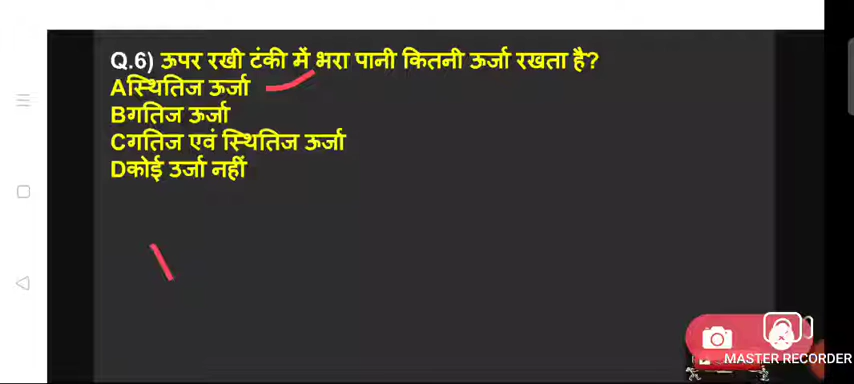 Q.6) ऊपर रखी टंकी में भरा पानी कितनी ऊर्जा रखता है?
Aस्थितिज ऊर्जा
Bगतिज ऊर्जा
Cगतिज एवं स्थितिज ऊर्जा
Dकोई उर्जा नहीं
MASTER RECORDER